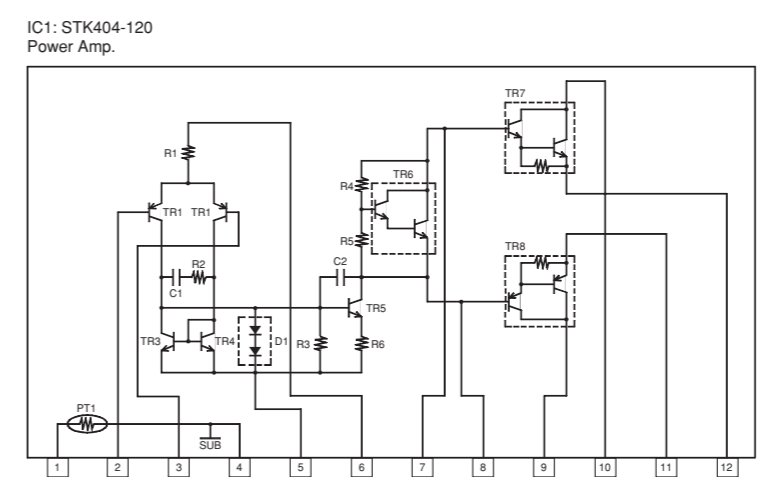 IC1: STK404-120
Power Amp.
TR7
R1
R4
TR6
TR1 TR1
R5
TR8
C2
R2
C1
TR5
TR3 TR4 D1 R3 R6
PT1
SUB
1 2 3 4 5 6 7 8 9 10 11 12